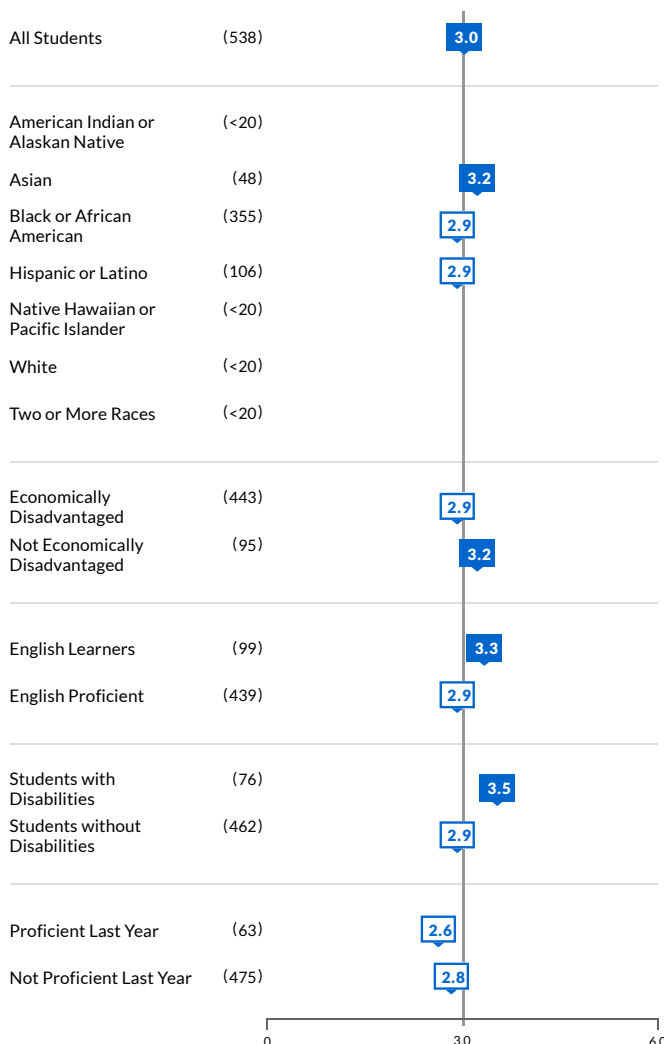 All Students (538) 3.0
American Indian or (<20)
Alaskan Native
Asian (48) 3.2
Black or African (355) 2.9
American
Hispanic or Latino (106) 2.9
Native Hawaiian or (<20)
Pacific Islander
White (<20)
Two or More Races (<20)
Economically (443) 2.9
Disadvantaged
Not Economically (95) 3.2
Disadvantaged
English Learners (99) 3.3
English Proficient (439) 2.9
Students with (76) 3.5
Disabilities
Students without (462) 2.9
Disabilities
Proficient Last Year (63) 2.6
Not Proficient Last Year (475) 2.8
0 3.0 6.0